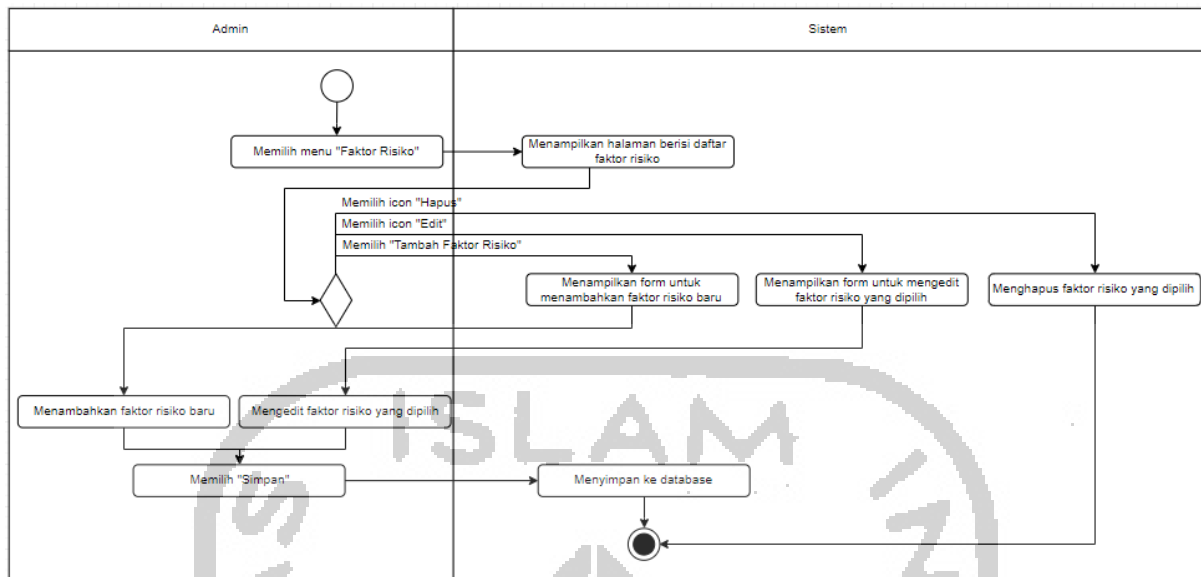 Admin
Sistem
Memilih menu "Faktor Risiko"
Menampilkan halaman berisi daftar
faktor risiko
Memilih icon "Hapus"
Memilih icon "Edit"
Memilih "Tambah Faktor Risiko"
Menampilkan form untuk
menambahkan faktor risiko baru
Menampilkan form untuk mengedit
faktor risiko yang dipilih
Menghapus faktor risiko yang dipilih
Menambahkan faktor risiko baru
Mengedit faktor risiko yang dipilih
Memilih "Simpan"
Menyimpan ke database
ISLAM